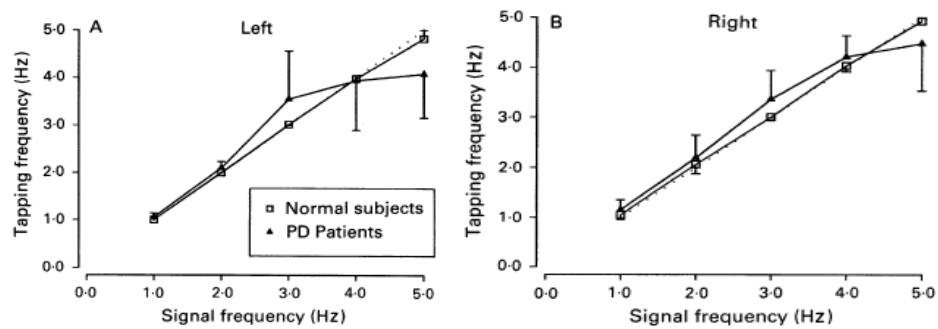 A
Left
Tapping frequency (Hz)
5·0
4·0
3·0
2·0
1·0
0·0
Normal subjects
PD Patients
0·0 1·0 2·0 3·0 4·0 5·0
Signal frequency (Hz)
B
Right
Tapping frequency (Hz)
5·0
4·0
3·0
2·0
1·0
0·0
0·0 1·0 2·0 3·0 4·0 5·0
Signal frequency (Hz)